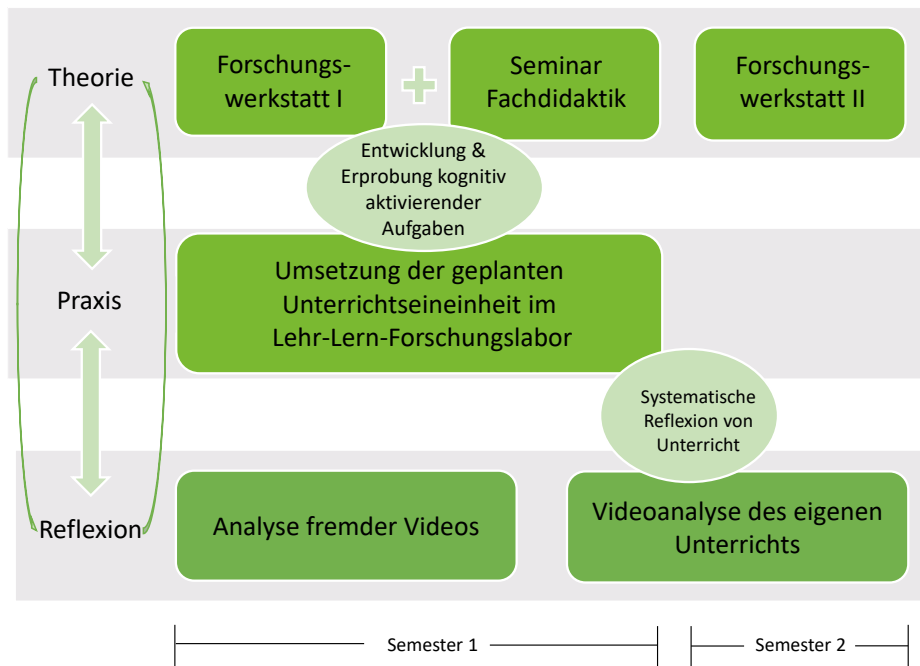 Theorie
Forschungs-
werkstatt I
Seminar
Fachdidaktik
Forschungs-
werkstatt II
Entwicklung &
Erprobung kognitiv
aktivierender
Aufgaben
Praxis
Umsetzung der geplanten
Unterrichtseineinheit im
Lehr-Lern-Forschungslabor
Systematische
Reflexion von
Unterricht
Reflexion
Analyse fremder Videos
Videoanalyse des eigenen
Unterrichts
Semester 1
Semester 2